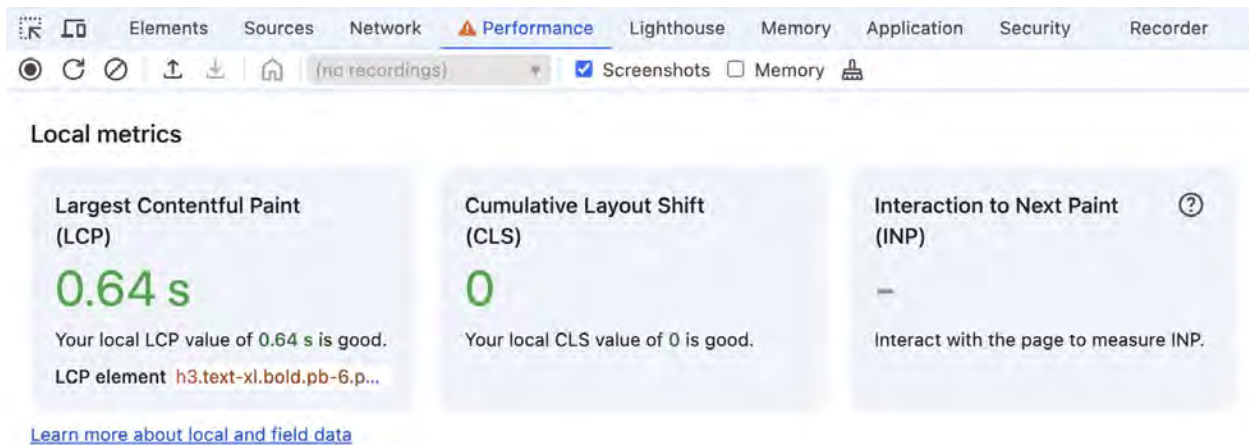 Elements Sources Network Performance Lighthouse Memory Application Security Recorder
(no recordings) Screenshots Memory
Local metrics
Largest Contentful Paint
(LCP)
0.64 s
Your local LCP value of 0.64 s is good.
LCP element h3.text-xl.bold.pb-6.p...
Cumulative Layout Shift
(CLS)
0
Your local CLS value of 0 is good.
Interaction to Next Paint
(INP)
-
Interact with the page to measure INP.
Learn more about local and field data